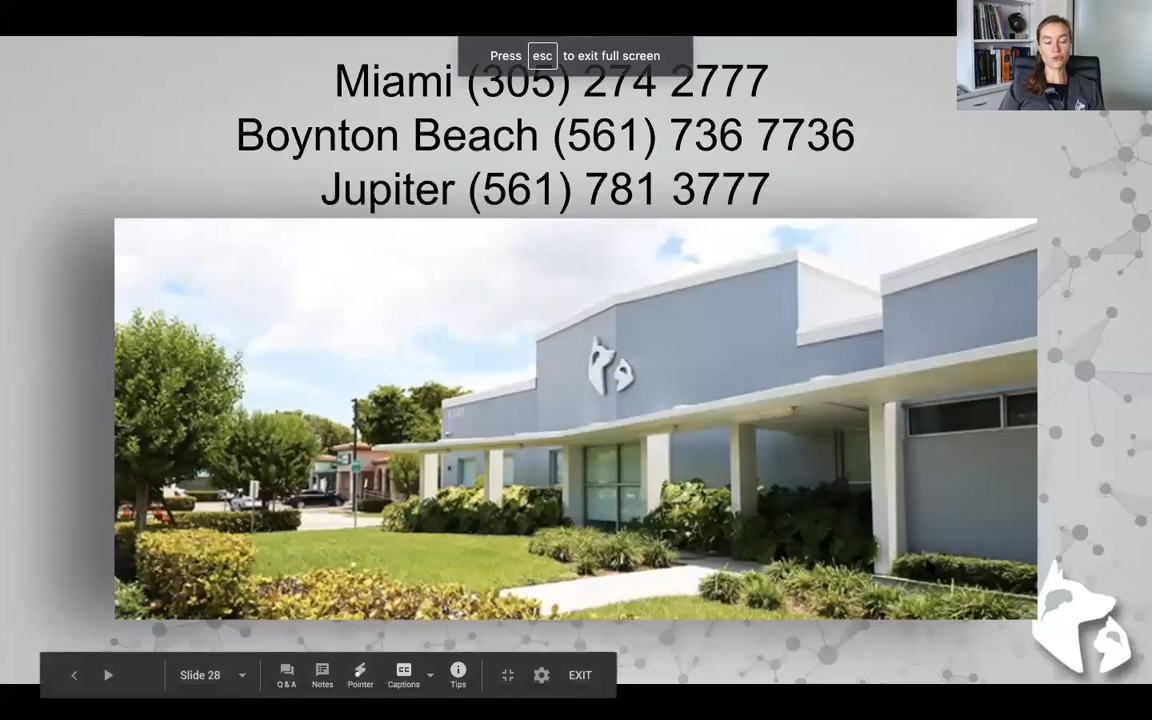 Press esc to exit full screen
Miami (305) 274 2777
Boynton Beach (561) 736 7736
Jupiter (561) 781 3777
Slide 28
Q & A
Notes
Pointer
CC
Captions
Tips
EXIT